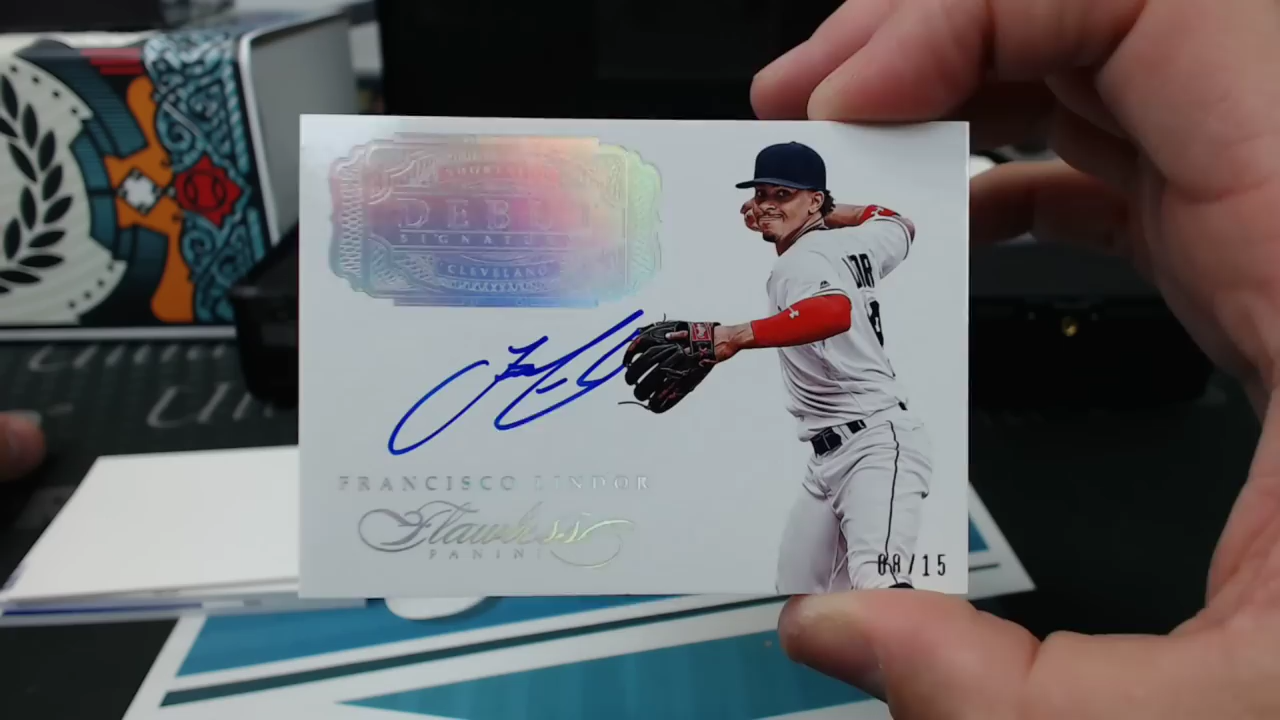 DEBUT
SIGNATURES
CLEVELAND
FRANCISCO LINDOR
Flawless
PANINI
08/15